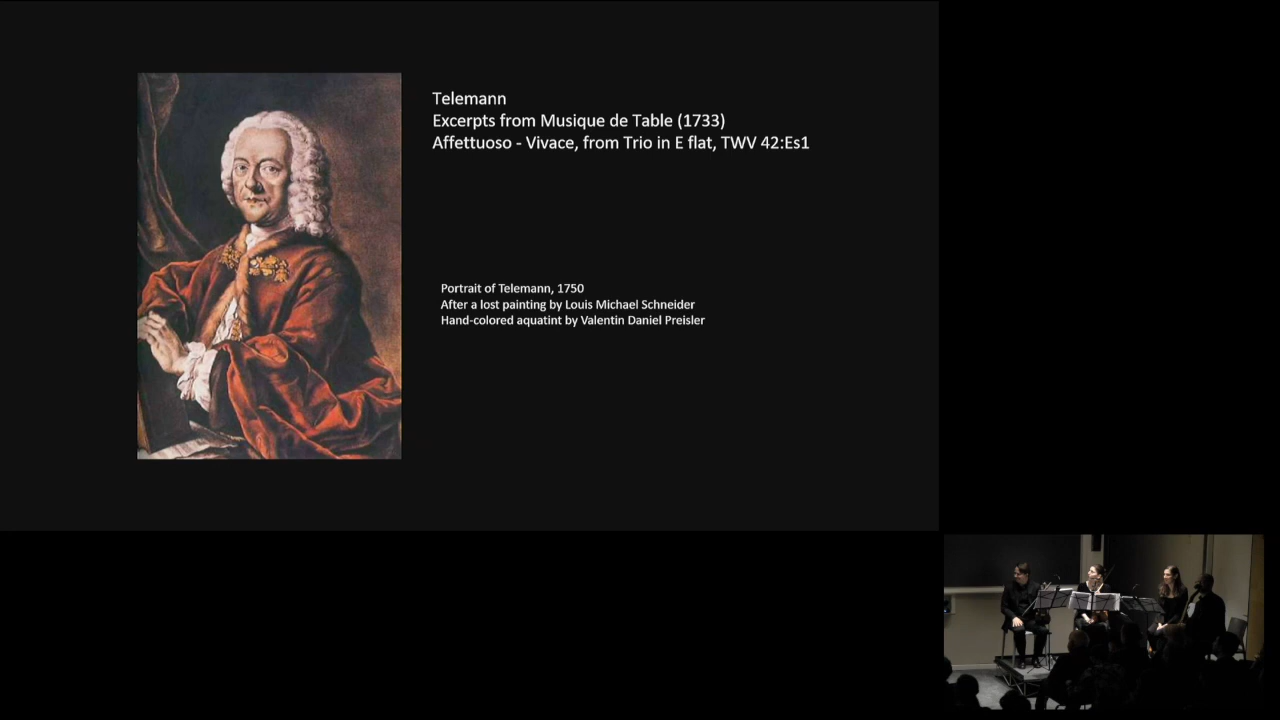 Telemann
Excerpts from Musique de Table (1733)
Affettuoso - Vivace, from Trio in E flat, TWV 42:Es1
Portrait of Telemann, 1750
After a lost painting by Louis Michael Schneider
Hand-colored aquatint by Valentin Daniel Preisler